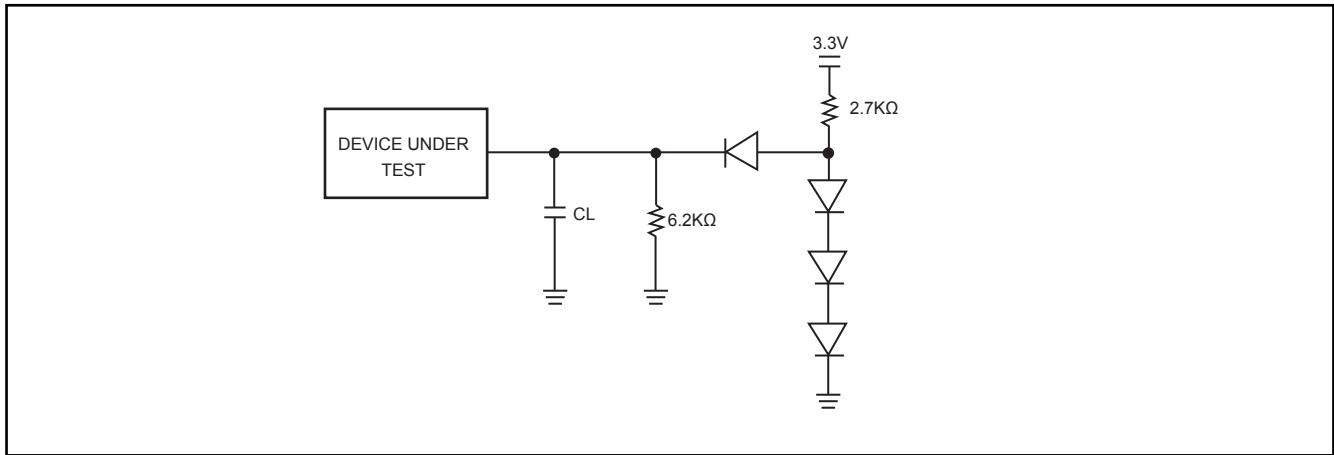 3.3V
2.7KΩ
DEVICE UNDER
TEST
CL
6.2KΩ